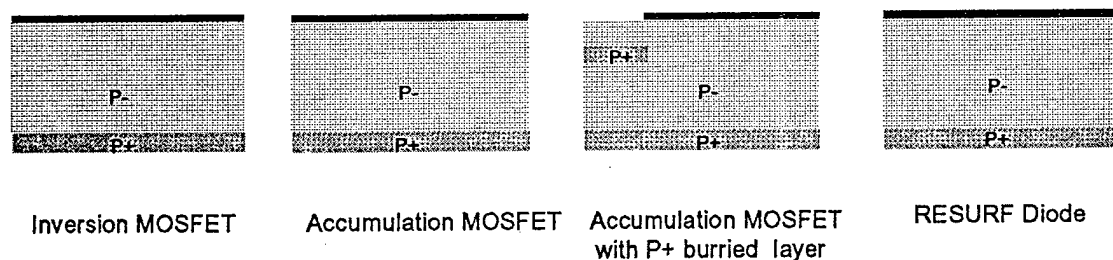 P+
P-
P-
P-
P-
P+
P+
P+
P+
Inversion MOSFET
Accumulation MOSFET
Accumulation MOSFET
with P+ burried layer
RESURF Diode